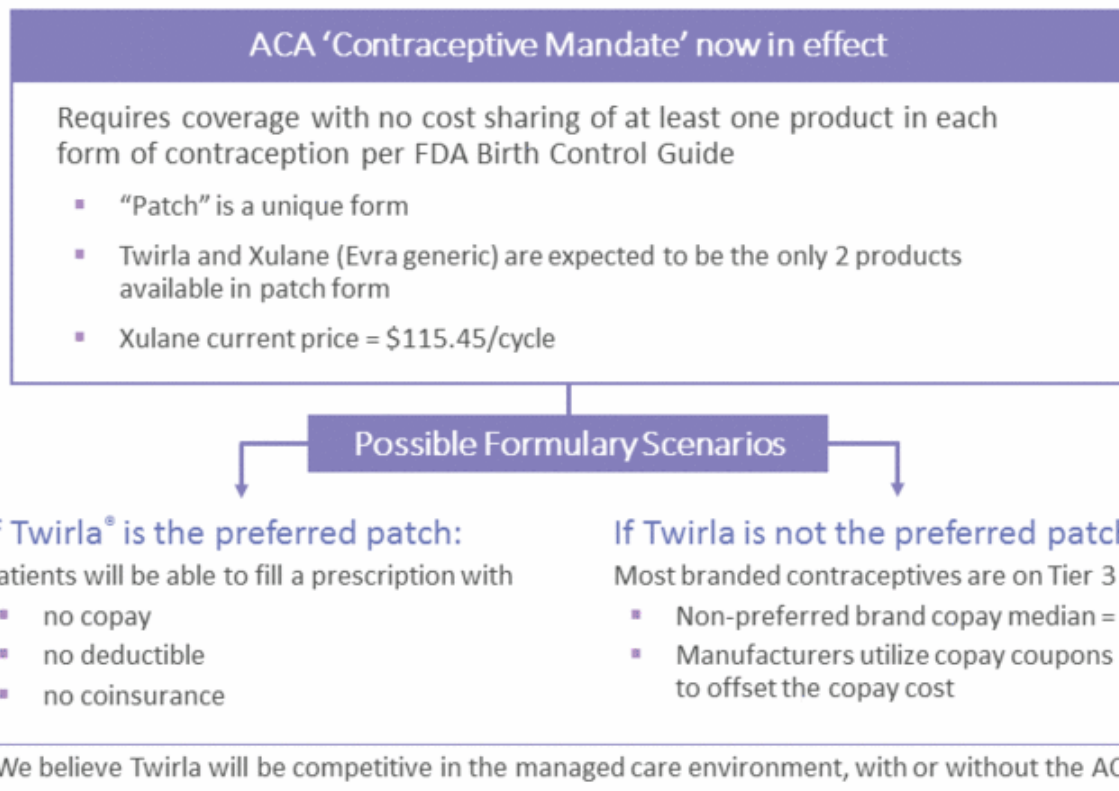 ACA ‘Contraceptive Mandate’ now in effect
Requires coverage with no cost sharing of at least one product in each
form of contraception per FDA Birth Control Guide
▪ “Patch” is a unique form
▪ Twirla and Xulane (Evra generic) are expected to be the only 2 products
available in patch form
▪ Xulane current price = $115.45/cycle
Possible Formulary Scenarios
Twirla® is the preferred patch:
atients will be able to fill a prescription with
▪ no copay
▪ no deductible
▪ no coinsurance
If Twirla is not the preferred patch
Most branded contraceptives are on Tier 3
▪ Non-preferred brand copay median =
▪ Manufacturers utilize copay coupons
to offset the copay cost
We believe Twirla will be competitive in the managed care environment, with or without the AC